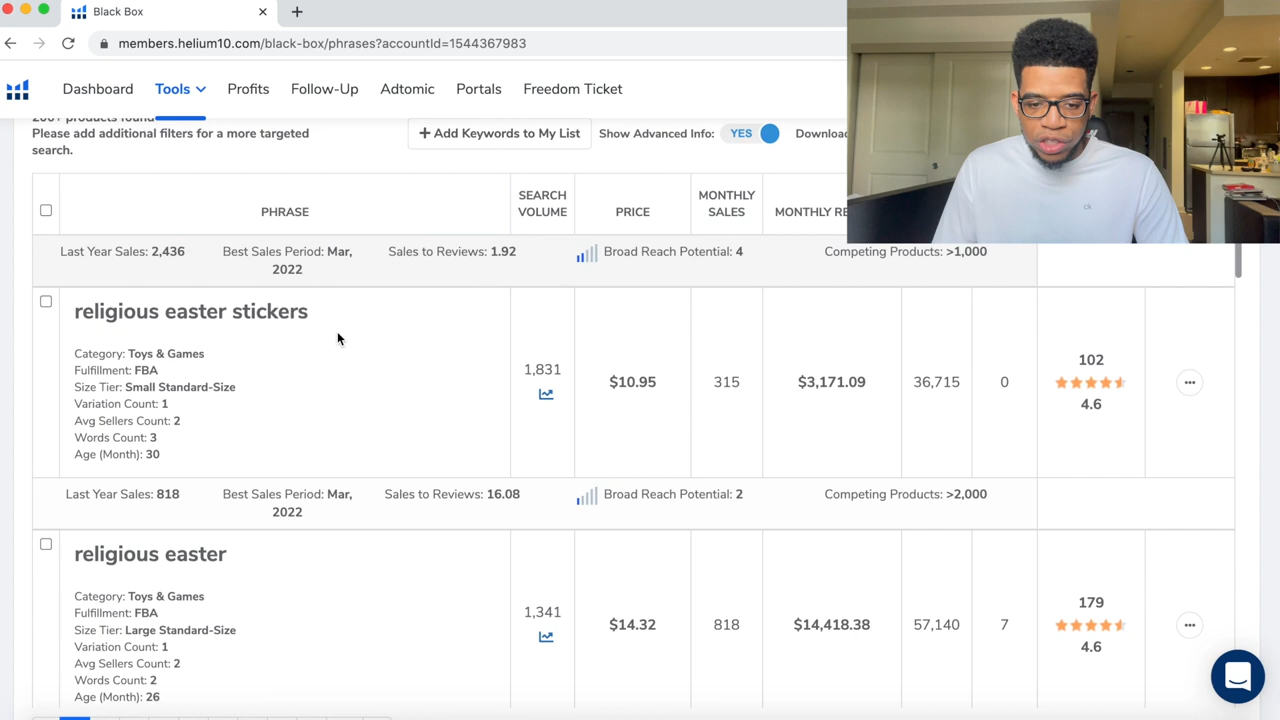 Black Box
members.helium10.com/black-box/phrases?accountId=1544367983
Dashboard Tools Profits Follow-Up Adtomic Portals Freedom Ticket
200+ products found
Please add additional filters for a more targeted
search.
+ Add Keywords to My List Show Advanced Info: YES Downloa
PHRASE SEARCH VOLUME PRICE MONTHLY SALES MONTHLY RE
Last Year Sales: 2,436 Best Sales Period: Mar, 2022 Sales to Reviews: 1.92 Broad Reach Potential: 4 Competing Products: >1,000
religious easter stickers
Category: Toys & Games
Fulfillment: FBA
Size Tier: Small Standard-Size
Variation Count: 1
Avg Sellers Count: 2
Words Count: 3
Age (Month): 30
1,831 $10.95 315 $3,171.09 36,715 0
102
4.6
Last Year Sales: 818 Best Sales Period: Mar, 2022 Sales to Reviews: 16.08 Broad Reach Potential: 2 Competing Products: >2,000
religious easter
Category: Toys & Games
Fulfillment: FBA
Size Tier: Large Standard-Size
Variation Count: 1
Avg Sellers Count: 2
Words Count: 2
Age (Month): 26
1,341 $14.32 818 $14,418.38 57,140 7
179
4.6
ck